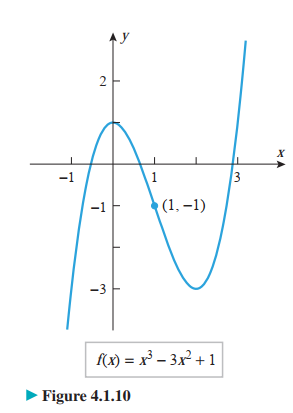 y
2
x
−1
1
3
−1
(1, −1)
−3
f(x) = x³ − 3x² + 1
▶ Figure 4.1.10